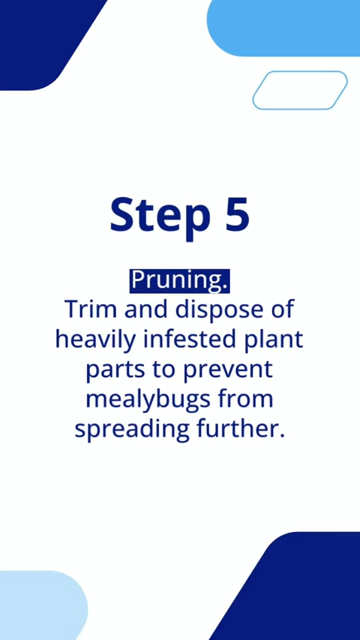 Step 5
Pruning.
Trim and dispose of
heavily infested plant
parts to prevent
mealybugs from
spreading further.